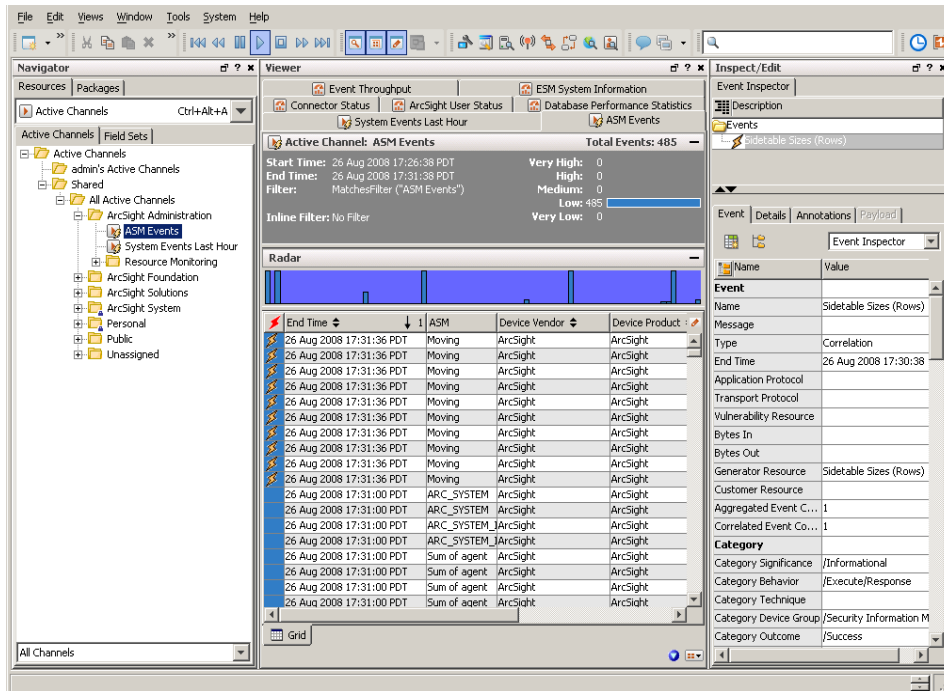 File Edit Views Window Tools System Help
Navigator
Resources Packages
Active Channels Ctrl+Alt+A
Active Channels Field Sets
Active Channels
admin's Active Channels
Shared
All Active Channels
ArcSight Administration
ASM Events
System Events Last Hour
Resource Monitoring
ArcSight Foundation
ArcSight Solutions
ArcSight System
Personal
Public
Unassigned
All Channels
Viewer
Event Throughput ESM System Information
Connector Status ArcSight User Status Database Performance Statistics
System Events Last Hour ASM Events
Active Channel: ASM Events Total Events: 485
Start Time: 26 Aug 2008 17:26:38 PDT Very High: 0
End Time: 26 Aug 2008 17:31:38 PDT High: 0
Filter: MatchesFilter ("ASM Events") Medium: 0
Low: 485
Inline Filter: No Filter Very Low: 0
Radar
End Time 1 ASM Device Vendor Device Product
26 Aug 2008 17:31:36 PDT Moving ArcSight ArcSight
26 Aug 2008 17:31:36 PDT Moving ArcSight ArcSight
26 Aug 2008 17:31:36 PDT Moving ArcSight ArcSight
26 Aug 2008 17:31:36 PDT Moving ArcSight ArcSight
26 Aug 2008 17:31:36 PDT Moving ArcSight ArcSight
26 Aug 2008 17:31:36 PDT Moving ArcSight ArcSight
26 Aug 2008 17:31:36 PDT Moving ArcSight ArcSight
26 Aug 2008 17:31:36 PDT Moving ArcSight ArcSight
26 Aug 2008 17:31:36 PDT Moving ArcSight ArcSight
26 Aug 2008 17:31:36 PDT Moving ArcSight ArcSight
26 Aug 2008 17:31:00 PDT ARC_SYSTEM ArcSight ArcSight
26 Aug 2008 17:31:00 PDT ARC_SYSTEM ArcSight ArcSight
26 Aug 2008 17:31:00 PDT ARC_SYSTEM_ ArcSight ArcSight
26 Aug 2008 17:31:00 PDT ARC_SYSTEM_ ArcSight ArcSight
26 Aug 2008 17:31:00 PDT Sum of agent ArcSight ArcSight
26 Aug 2008 17:31:00 PDT Sum of agent ArcSight ArcSight
26 Aug 2008 17:31:00 PDT Sum of agent ArcSight ArcSight
26 Aug 2008 17:31:00 PDT Sum of agent ArcSight ArcSight
Grid
Inspect/Edit
Event Inspector
Description
Events
Sidetable Sizes (Rows)
Event Details Annotations Payload
Event Inspector
Name Value
Event
Name Sidetable Sizes (Rows)
Message
Type Correlation
End Time 26 Aug 2008 17:30:38
Application Protocol
Transport Protocol
Vulnerability Resource
Bytes In
Bytes Out
Generator Resource Sidetable Sizes (Rows)
Customer Resource
Aggregated Event C... 1
Correlated Event Co... 1
Category
Category Significance /Informational
Category Behavior /Execute/Response
Category Technique
Category Device Group /Security Information M
Category Outcome /Success